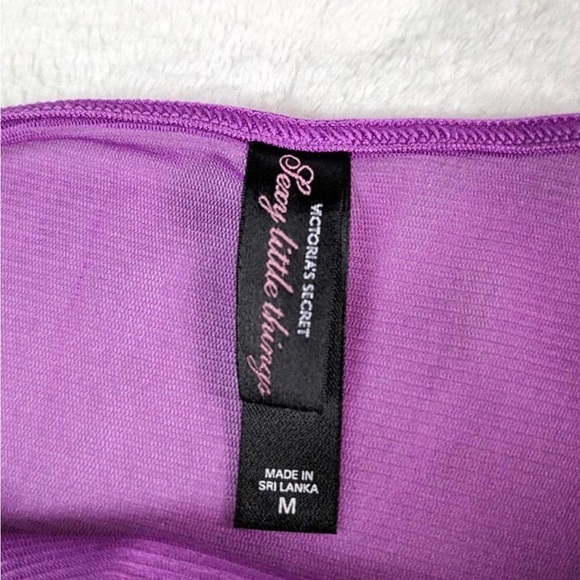 VICTORIA'S SECRET
Sexy little things
MADE IN
SRI LANKA
M